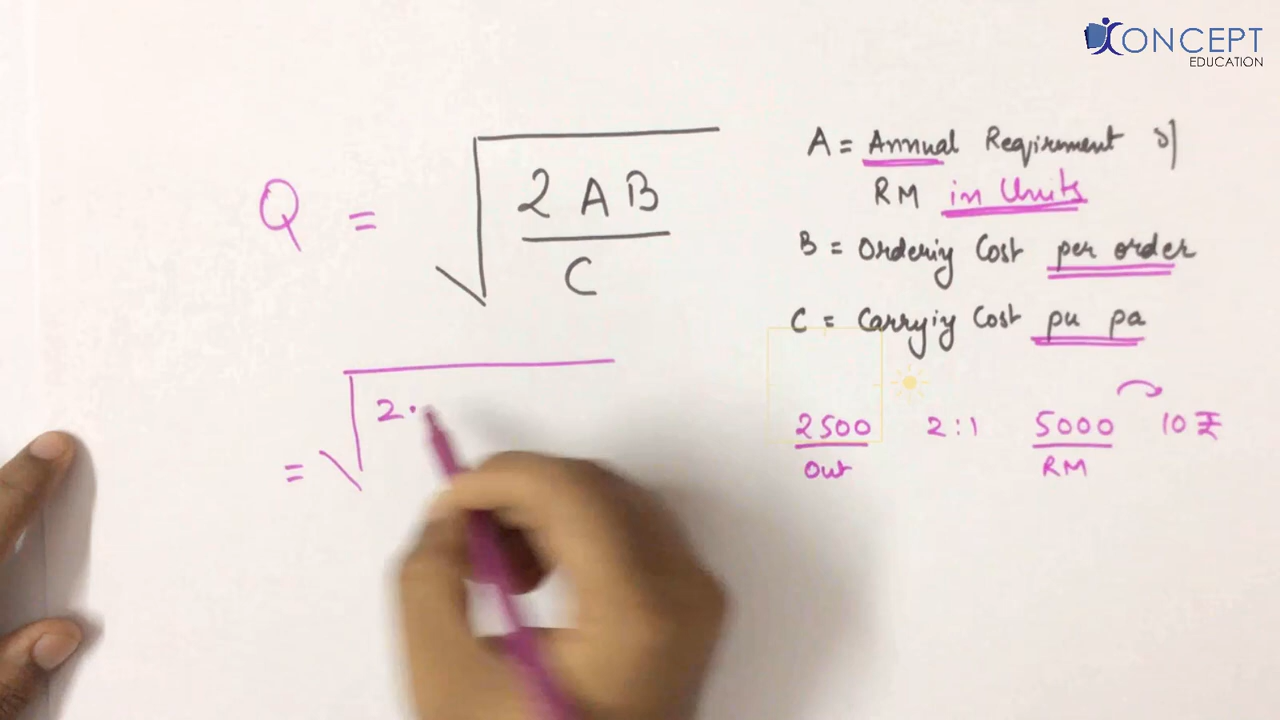 CONCEPT
EDUCATION
Q = √ 2 A B / C
A = Annual Requirement of
RM in Units
B = Ordering Cost per order
C = Carrying Cost pu pa
= √ 2.
2500 2:1 5000 10 ₹
Out RM